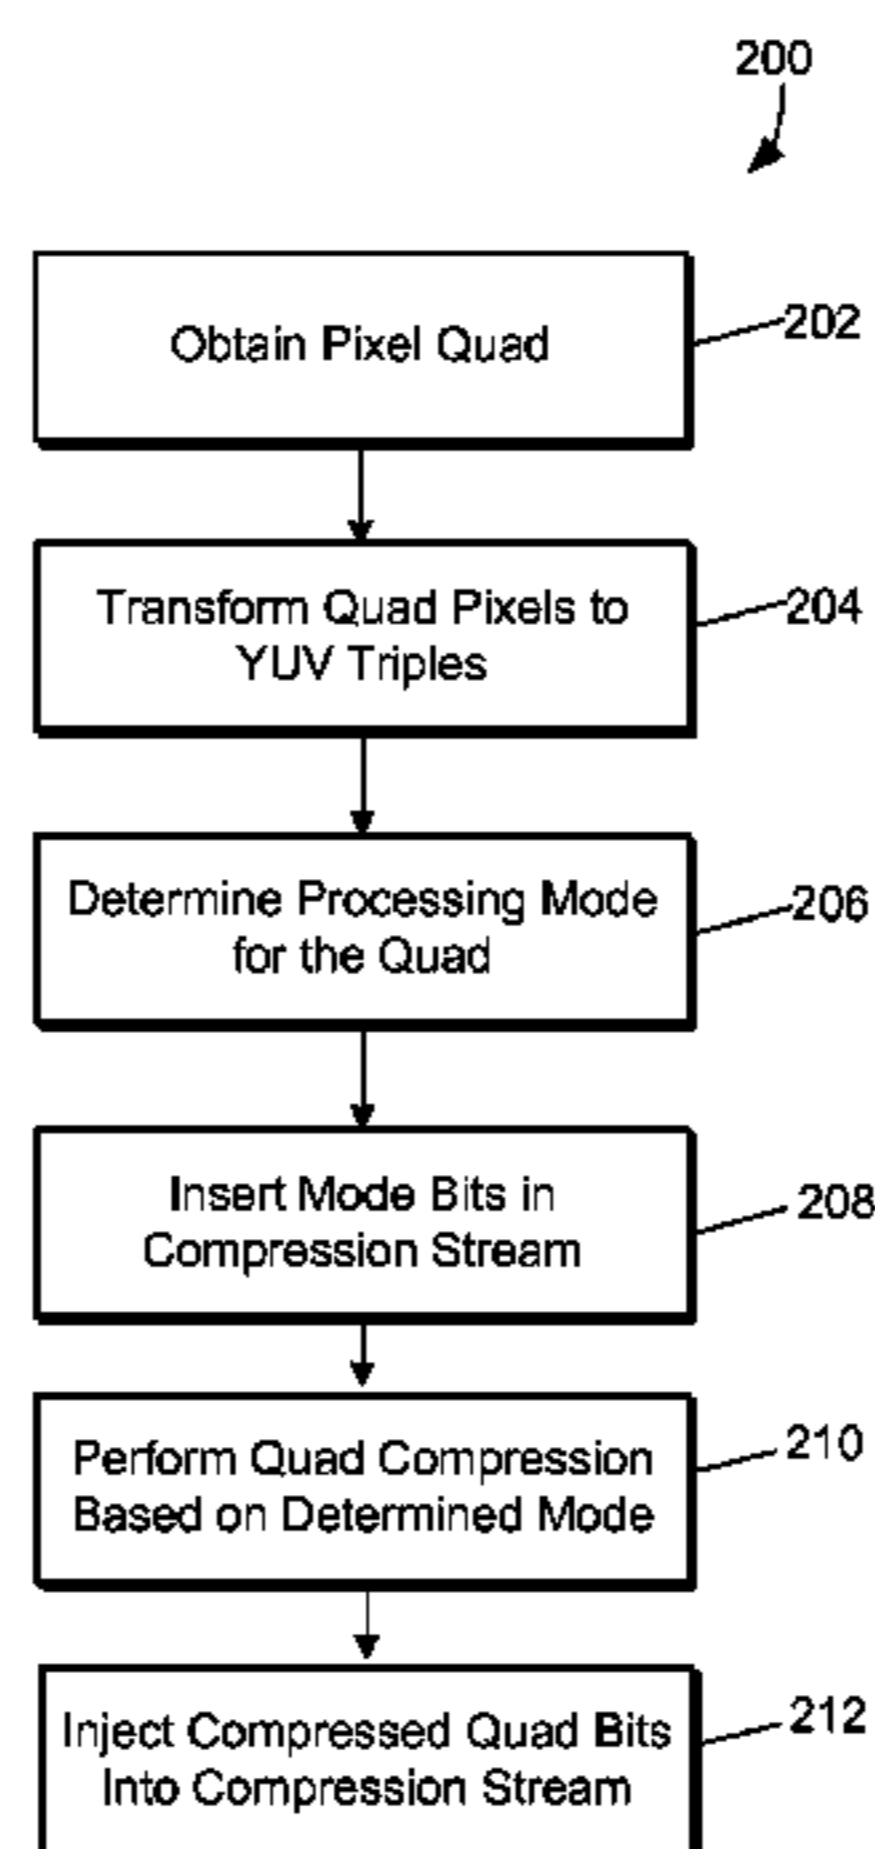 200
Obtain Pixel Quad
202
Transform Quad Pixels to
YUV Triples
204
Determine Processing Mode
for the Quad
206
Insert Mode Bits in
Compression Stream
208
Perform Quad Compression
Based on Determined Mode
210
Inject Compressed Quad Bits
Into Compression Stream
212